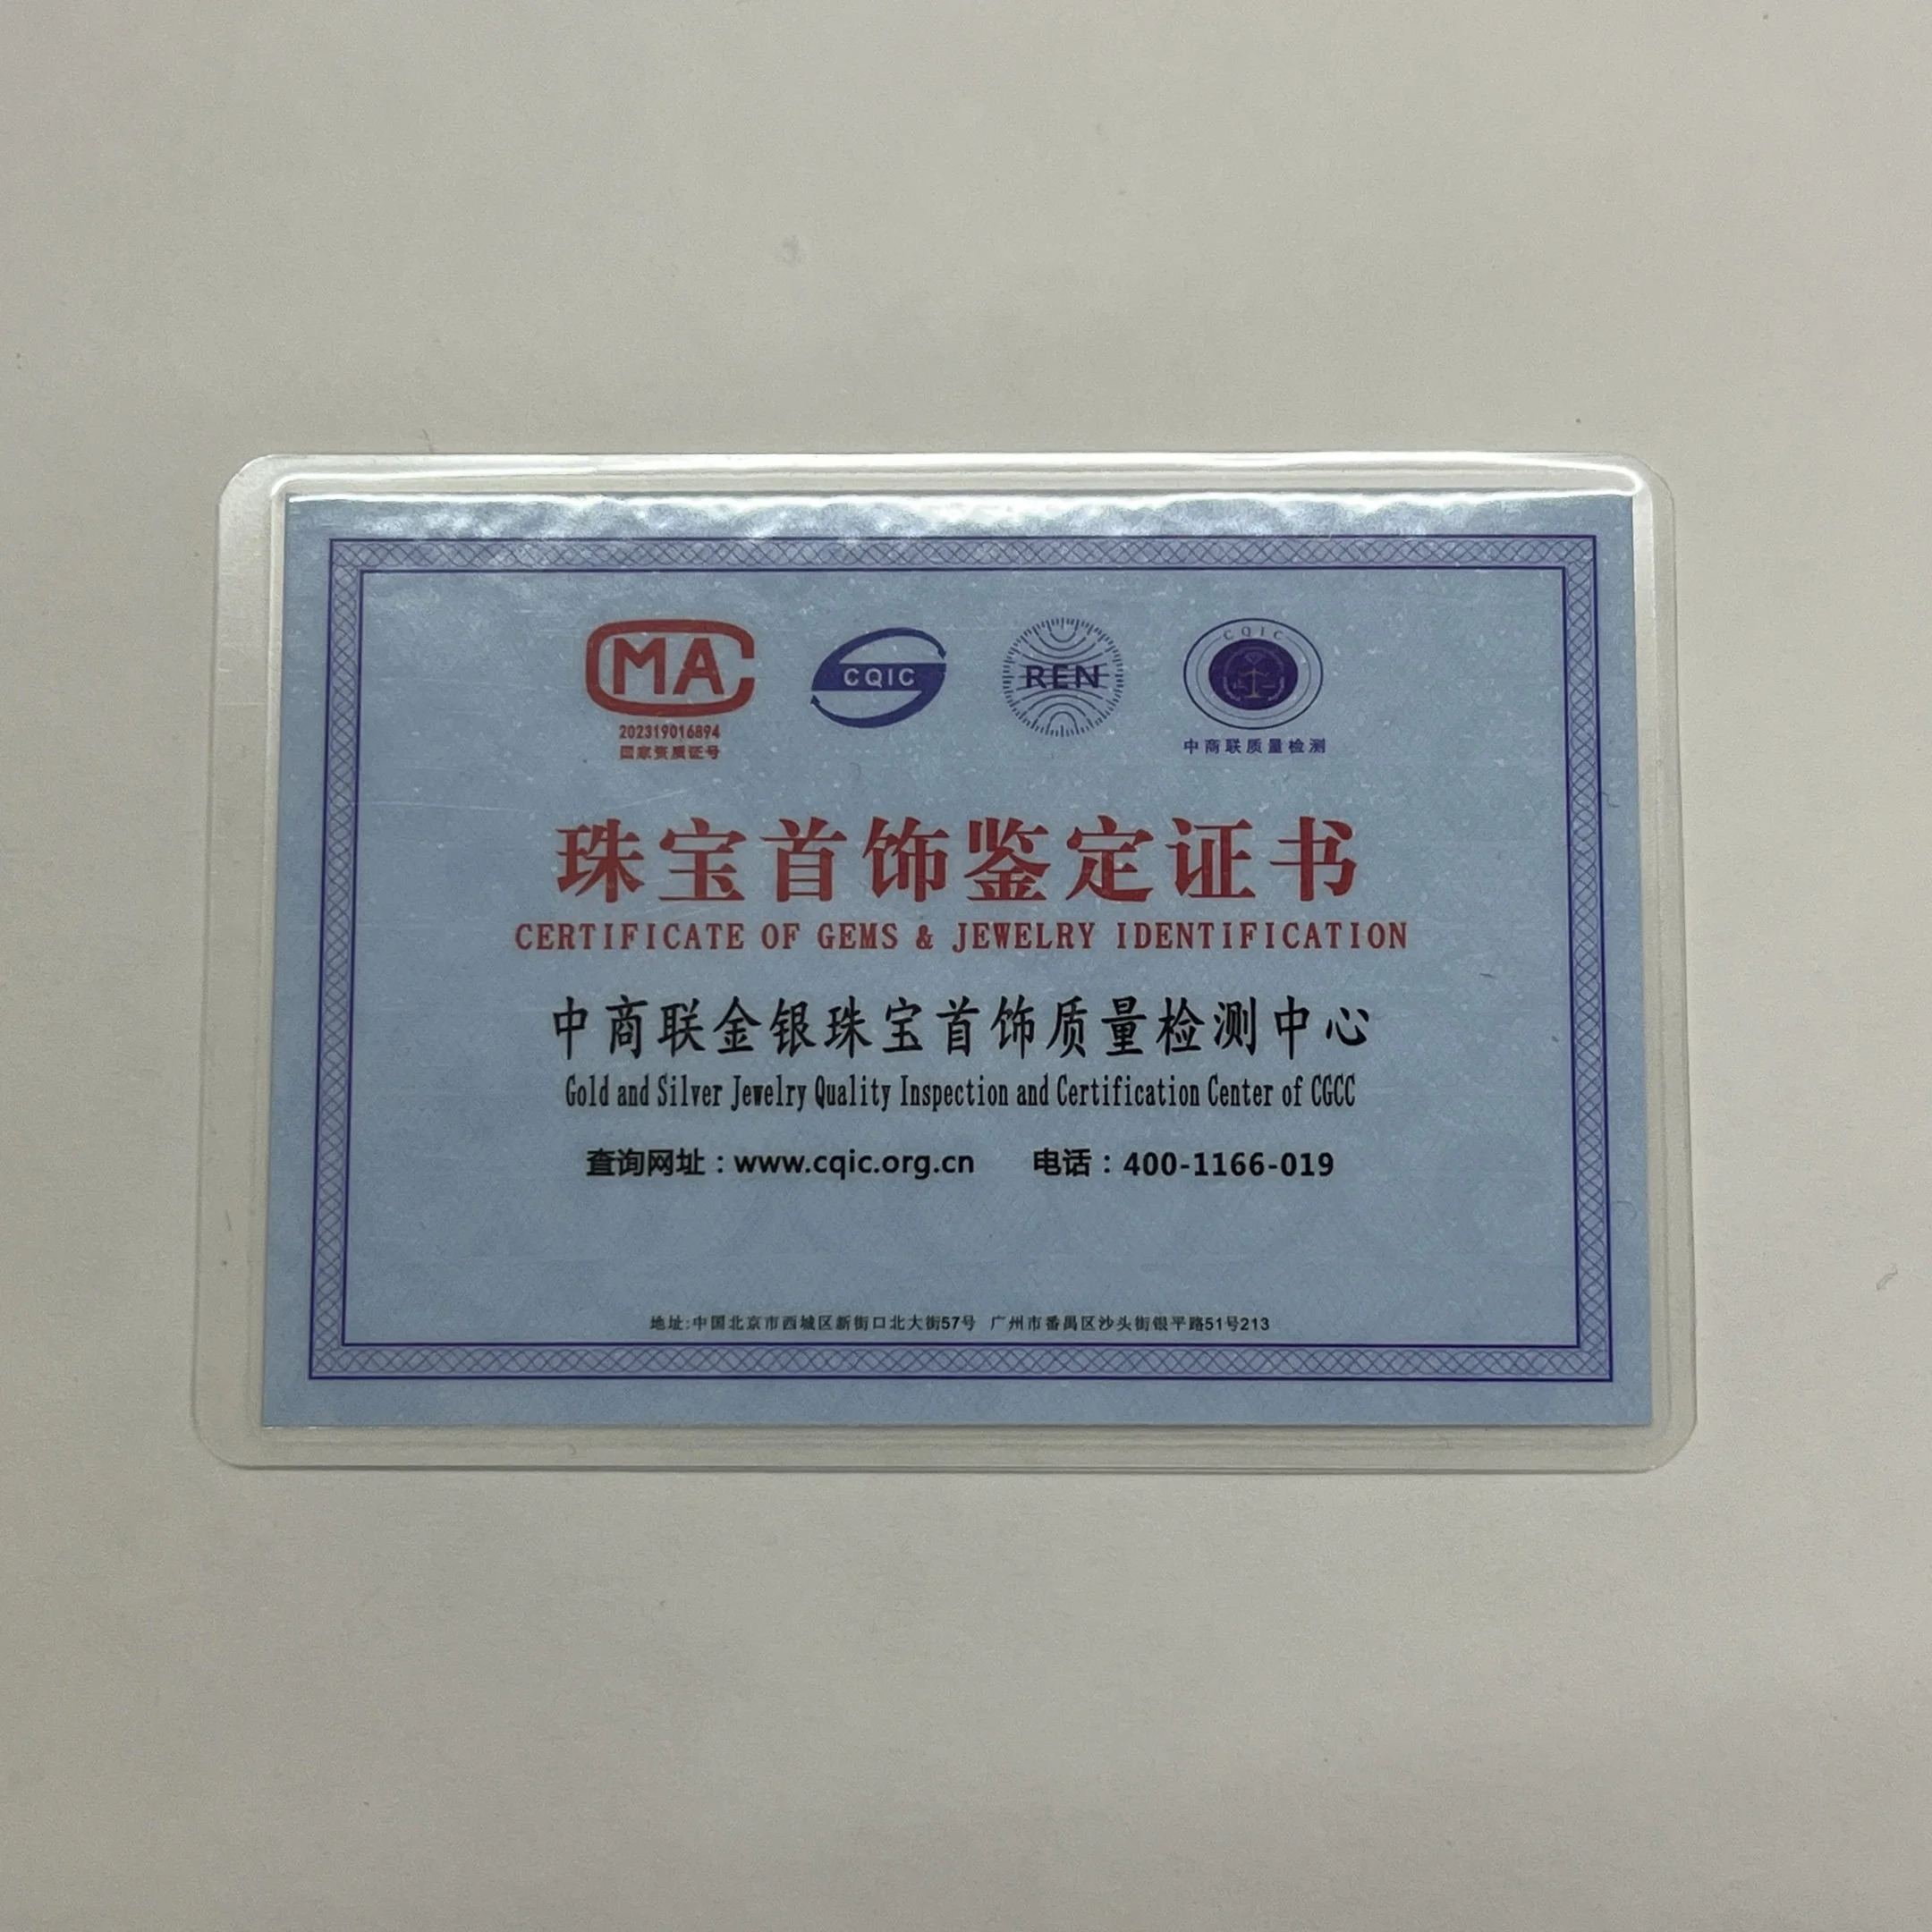 MA
202319016894
国家资质证号
CQIC
REN
CQIC
中商联质量检测
珠宝首饰鉴定证书
CERTIFICATE OF GEMS & JEWELRY IDENTIFICATION
中商联金银珠宝首饰质量检测中心
Gold and Silver Jewelry Quality Inspection and Certification Center of CGCC
查询网址：www.cqic.org.cn 电话：400-1166-019
地址:中国北京市西城区新街口北大街57号 广州市番禺区沙头街银平路51号213